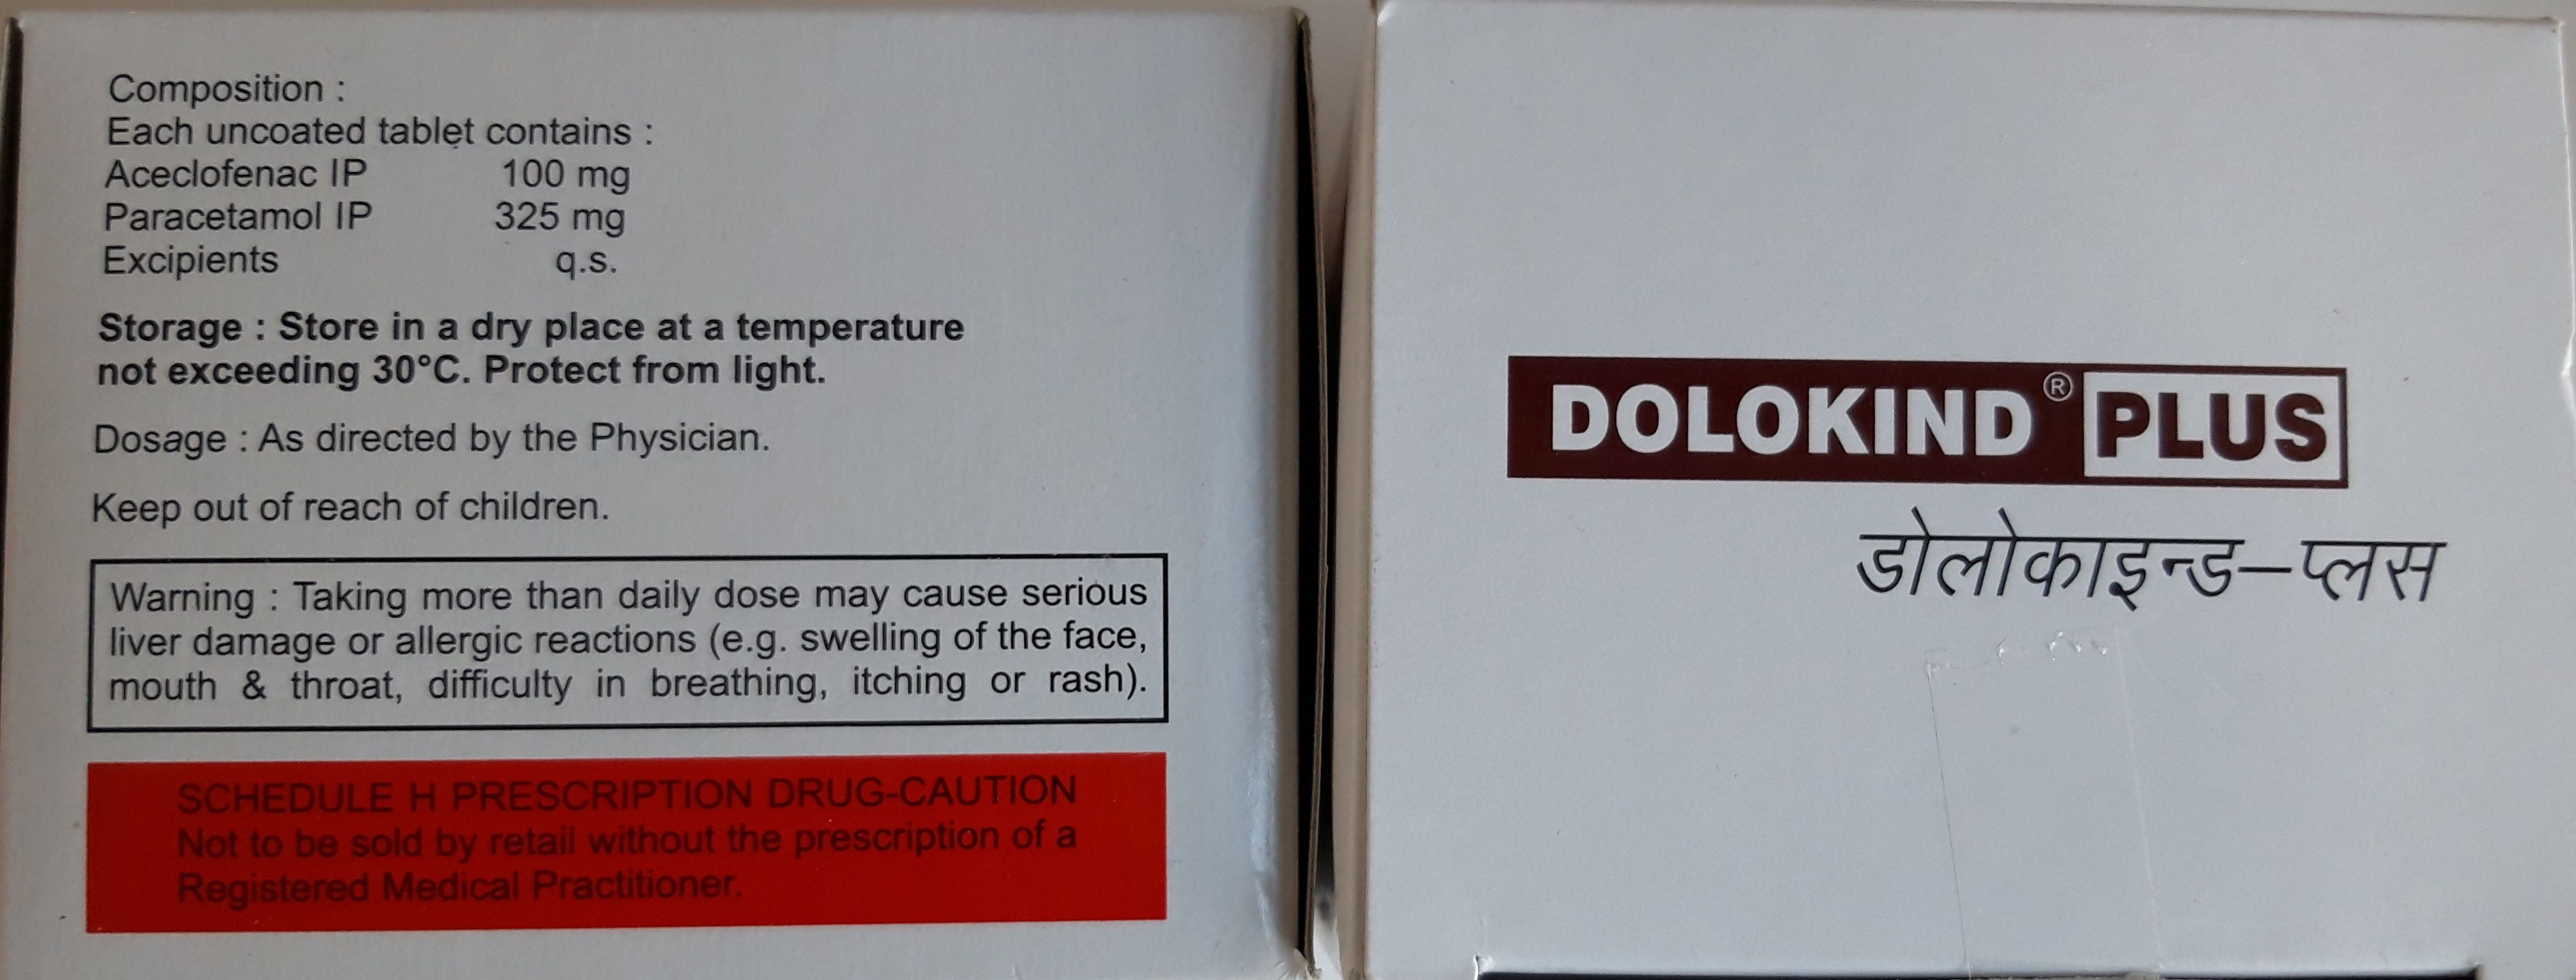 Composition :
Each uncoated tablet contains :
Aceclofenac IP 100 mg
Paracetamol IP 325 mg
Excipients q.s.
Storage : Store in a dry place at a temperature
not exceeding 30°C. Protect from light.
Dosage : As directed by the Physician.
Keep out of reach of children.
Warning : Taking more than daily dose may cause serious
liver damage or allergic reactions (e.g. swelling of the face,
mouth & throat, difficulty in breathing, itching or rash).
SCHEDULE H PRESCRIPTION DRUG-CAUTION
Not to be sold by retail without the prescription of a
Registered Medical Practitioner.
DOLOKIND® PLUS
डोलोकाइन्ड-प्लस